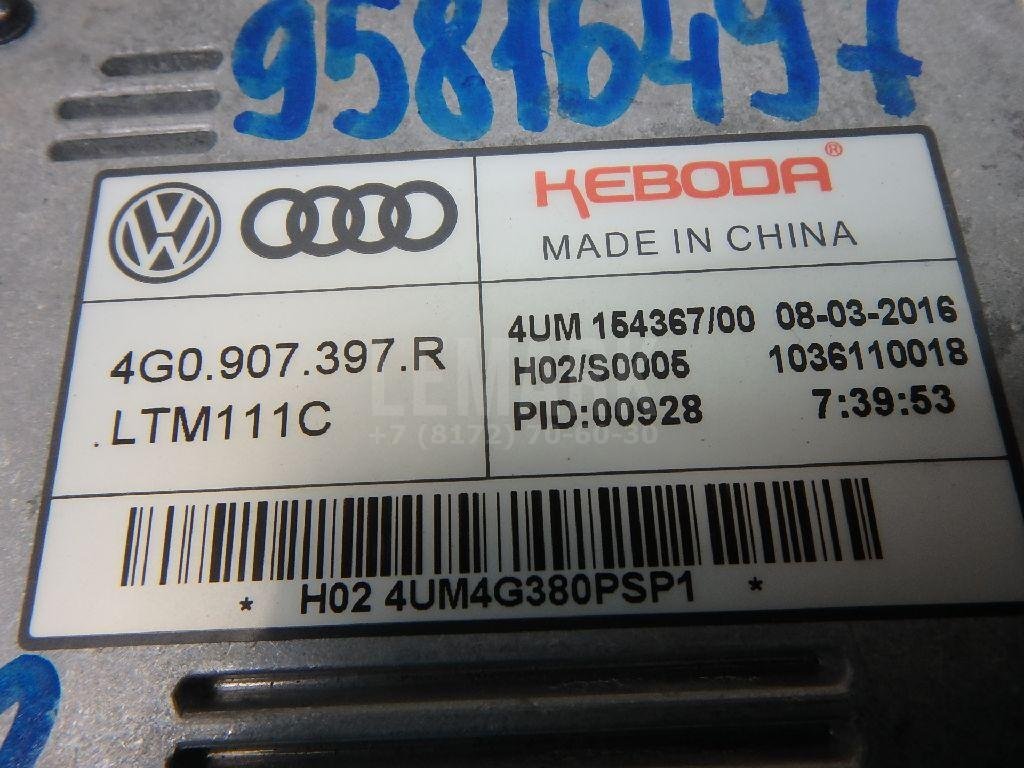 95816497
KEBODA®
MADE IN CHINA
4G0.907.397.R
.LTM111C
4UM 154367/00 08-03-2016
H02/S0005 1036110018
PID:00928 7:39:53
+7 (8172) 70-60-30
* H02 4UM4G380PSP1 *